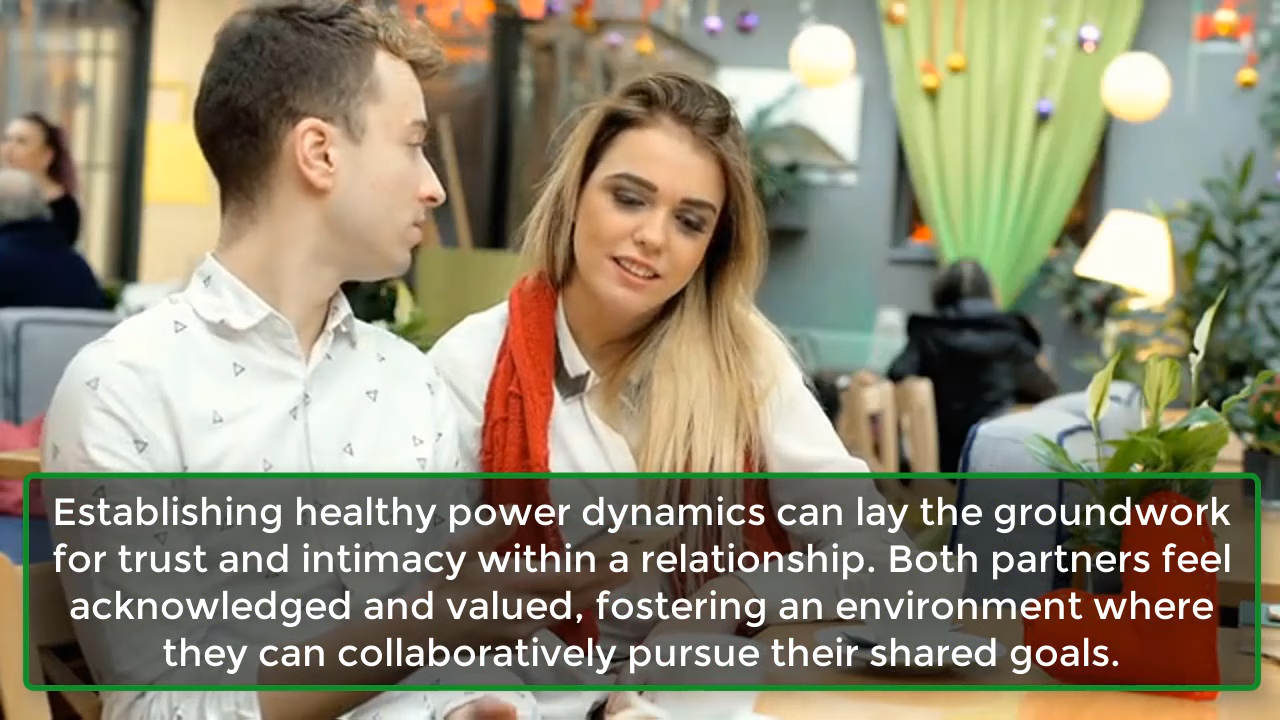 Establishing healthy power dynamics can lay the groundwork
for trust and intimacy within a relationship. Both partners feel
acknowledged and valued, fostering an environment where
they can collaboratively pursue their shared goals.